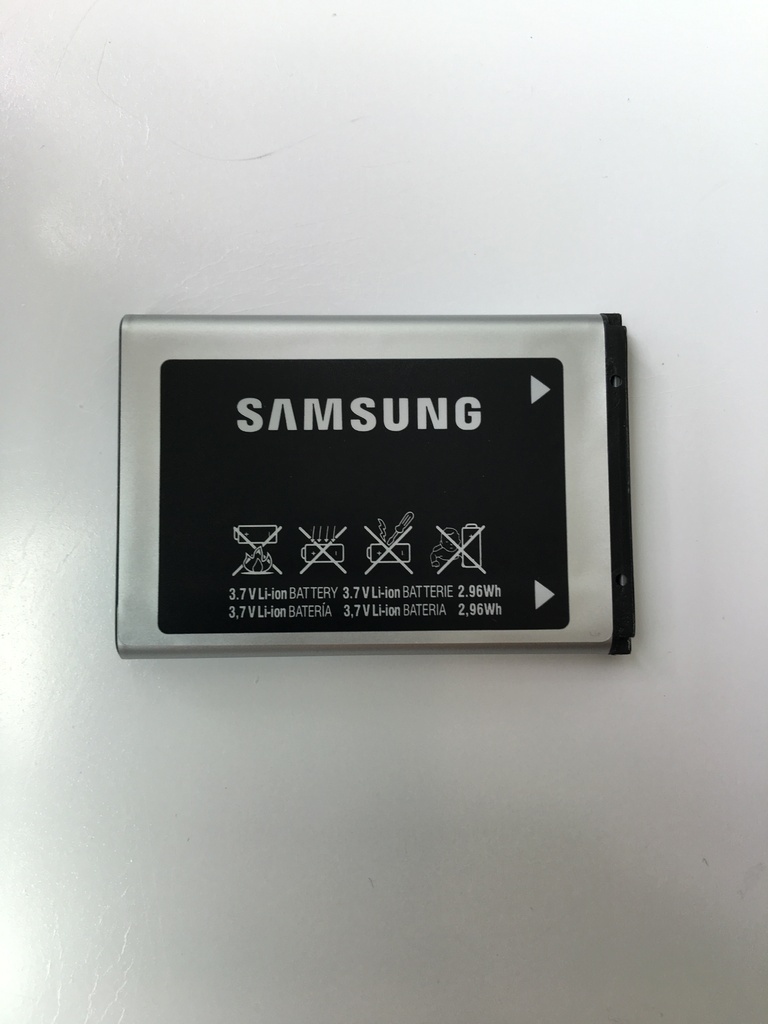 SAMSUNG
3.7 V Li-ion BATTERY 3.7 V Li-ion BATTERIE 2.96Wh
3,7 V Li-ion BATERÍA 3,7 V Li-ion BATERIA 2,96Wh